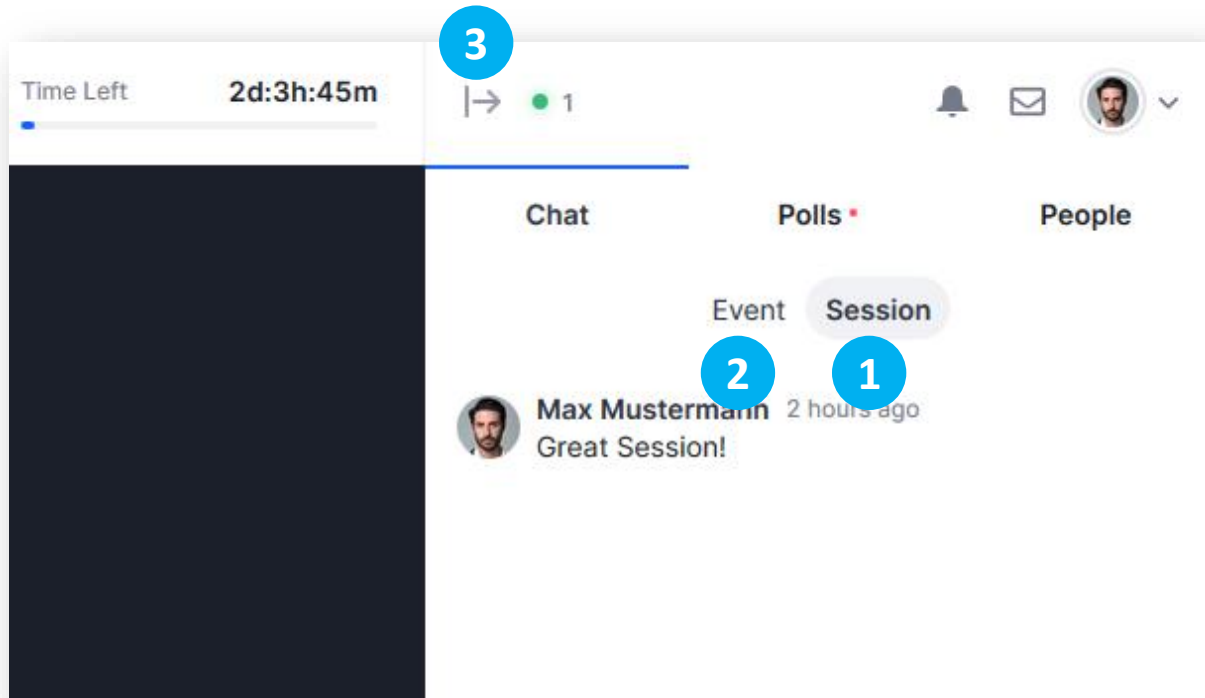 3
Time Left 2d:3h:45m 1
Chat Polls People
Event Session
2 1
Max Mustermann 2 hours ago
Great Session!